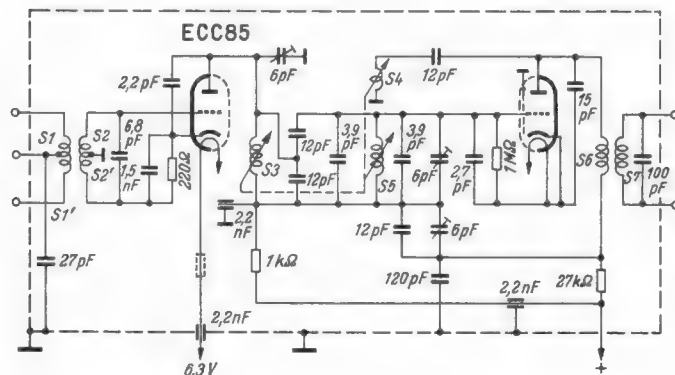 ECC85
2,2pF
6pF
S4
12pF
S1
S2
6,8
pF
S2'
1,5
nF
220Ω
S3
12pF
12pF
3,9
pF
S5
3,9
pF
6pF
2,7
pF
1MΩ
15
pF
S6
S7
100
pF
S1'
2,2
nF
12pF
6pF
27pF
1kΩ
120pF
2,2nF
27kΩ
2,2nF
6,3V
+